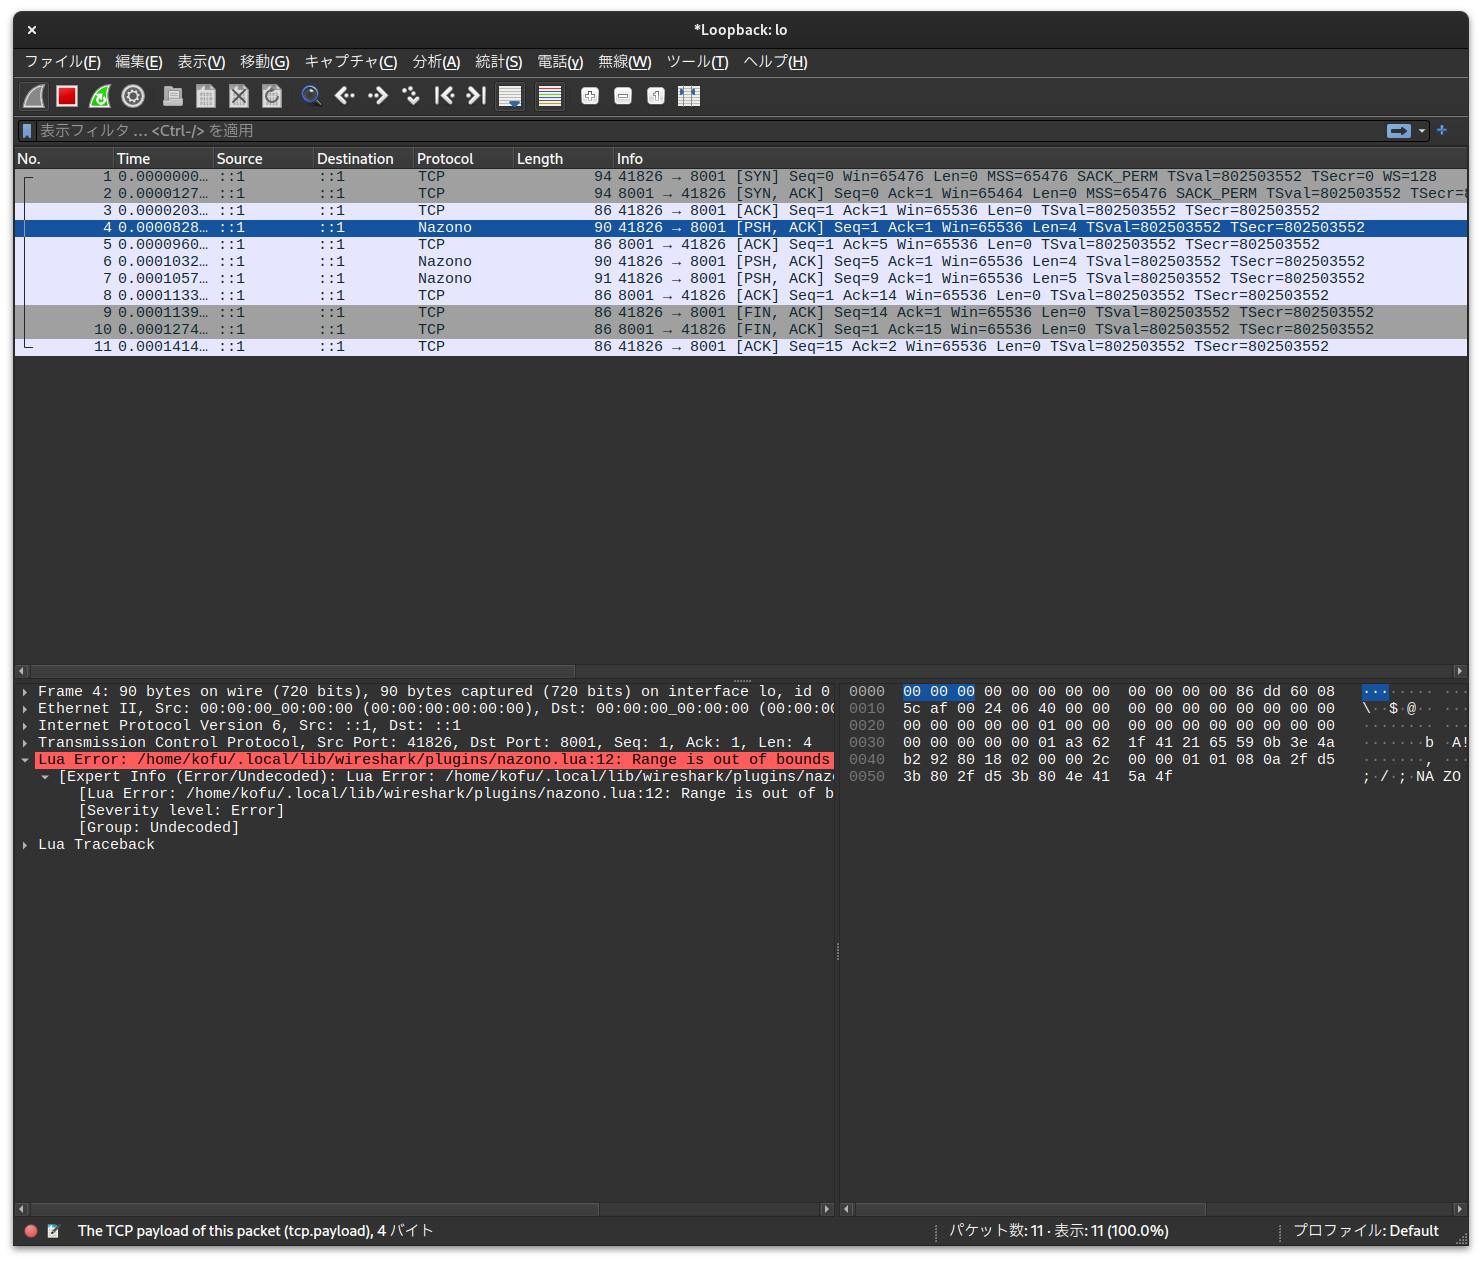 *Loopback: lo
ファイル(F) 編集(E) 表示(V) 移動(G) キャプチャ(C) 分析(A) 統計(S) 電話(y) 無線(W) ツール(T) ヘルプ(H)
表示フィルタ … <Ctrl-/> を適用
No. Time Source Destination Protocol Length Info
1 0.0000000… ::1 ::1 TCP 94 41826 → 8001 [SYN] Seq=0 Win=65476 Len=0 MSS=65476 SACK_PERM TSval=802503552 TSecr=0 WS=128
2 0.0000127… ::1 ::1 TCP 94 8001 → 41826 [SYN, ACK] Seq=0 Ack=1 Win=65464 Len=0 MSS=65476 SACK_PERM TSval=802503552 TSecr=8
3 0.0000203… ::1 ::1 TCP 86 41826 → 8001 [ACK] Seq=1 Ack=1 Win=65536 Len=0 TSval=802503552 TSecr=802503552
4 0.0000828… ::1 ::1 Nazono 90 41826 → 8001 [PSH, ACK] Seq=1 Ack=1 Win=65536 Len=4 TSval=802503552 TSecr=802503552
5 0.0000960… ::1 ::1 TCP 86 8001 → 41826 [ACK] Seq=1 Ack=5 Win=65536 Len=0 TSval=802503552 TSecr=802503552
6 0.0001032… ::1 ::1 Nazono 90 41826 → 8001 [PSH, ACK] Seq=5 Ack=1 Win=65536 Len=4 TSval=802503552 TSecr=802503552
7 0.0001057… ::1 ::1 Nazono 91 41826 → 8001 [PSH, ACK] Seq=9 Ack=1 Win=65536 Len=5 TSval=802503552 TSecr=802503552
8 0.0001133… ::1 ::1 TCP 86 8001 → 41826 [ACK] Seq=1 Ack=14 Win=65536 Len=0 TSval=802503552 TSecr=802503552
9 0.0001139… ::1 ::1 TCP 86 41826 → 8001 [FIN, ACK] Seq=14 Ack=1 Win=65536 Len=0 TSval=802503552 TSecr=802503552
10 0.0001274… ::1 ::1 TCP 86 8001 → 41826 [FIN, ACK] Seq=1 Ack=15 Win=65536 Len=0 TSval=802503552 TSecr=802503552
11 0.0001414… ::1 ::1 TCP 86 41826 → 8001 [ACK] Seq=15 Ack=2 Win=65536 Len=0 TSval=802503552 TSecr=802503552
Frame 4: 90 bytes on wire (720 bits), 90 bytes captured (720 bits) on interface lo, id 0
Ethernet II, Src: 00:00:00_00:00:00 (00:00:00:00:00:00), Dst: 00:00:00_00:00:00 (00:00:00
Internet Protocol Version 6, Src: ::1, Dst: ::1
Transmission Control Protocol, Src Port: 41826, Dst Port: 8001, Seq: 1, Ack: 1, Len: 4
Lua Error: /home/kofu/.local/lib/wireshark/plugins/nazono.lua:12: Range is out of bounds
[Expert Info (Error/Undecoded): Lua Error: /home/kofu/.local/lib/wireshark/plugins/nazo
[Lua Error: /home/kofu/.local/lib/wireshark/plugins/nazono.lua:12: Range is out of b
[Severity level: Error]
[Group: Undecoded]
Lua Traceback
0000 00 00 00 00 00 00 00 00 00 00 00 00 86 dd 60 08 ········ ···
0010 5c af 00 24 06 40 00 00 00 00 00 00 00 00 00 00 \··$·@·· ···
0020 00 00 00 00 00 01 00 00 00 00 00 00 00 00 00 00 ········ ···
0030 00 00 00 00 00 01 a3 62 1f 41 21 65 59 0b 3e 4a ·······b ·A!
0040 b2 92 80 18 02 00 00 2c 00 00 01 01 08 0a 2f d5 ·······, ···
0050 3b 80 2f d5 3b 80 4e 41 5a 4f ;·/·;·NA ZO
The TCP payload of this packet (tcp.payload), 4 バイト
パケット数: 11 · 表示: 11 (100.0%)
プロファイル: Default